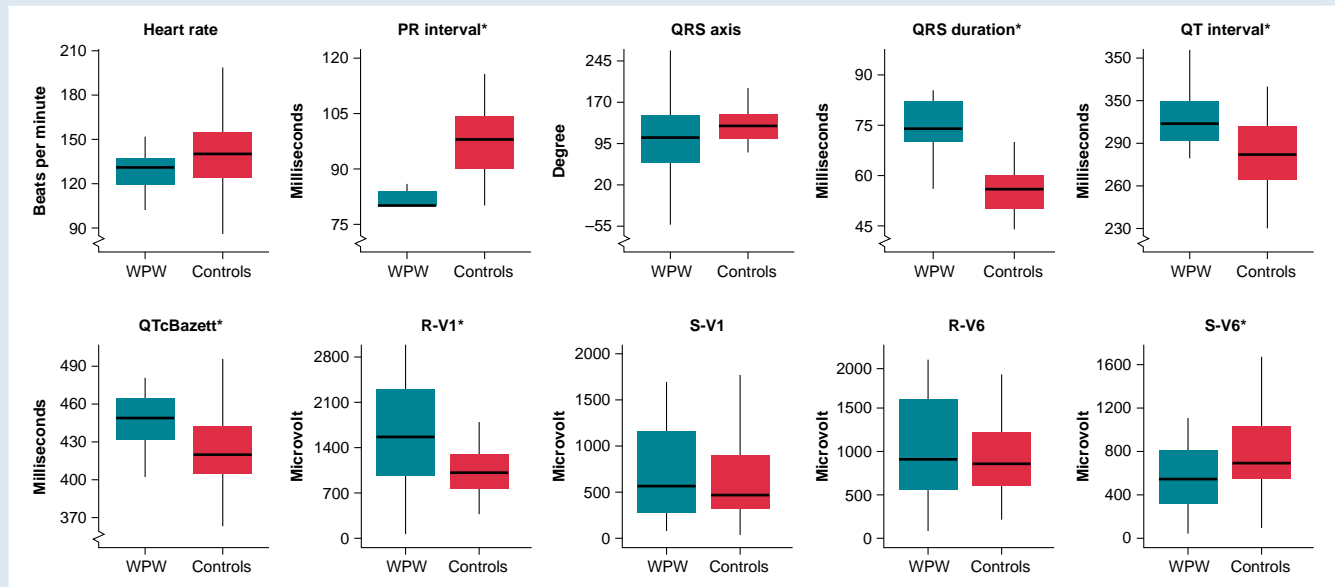 Heart rate
PR interval*
QRS axis
QRS duration*
QT interval*
Beats per minute
210
180
150
120
90
WPW
Controls
Milliseconds
120
105
90
75
WPW
Controls
Degree
245
170
95
20
–55
WPW
Controls
Milliseconds
90
75
60
45
WPW
Controls
Milliseconds
350
350
290
260
230
WPW
Controls
QTcBazett*
R-V1*
S-V1
R-V6
S-V6*
Milliseconds
490
460
430
400
370
WPW
Controls
Microvolt
2800
2100
1400
700
0
WPW
Controls
Microvolt
2000
1500
1000
500
0
WPW
Controls
Microvolt
2000
1500
1000
500
0
WPW
Controls
Microvolt
1600
1200
800
400
0
WPW
Controls